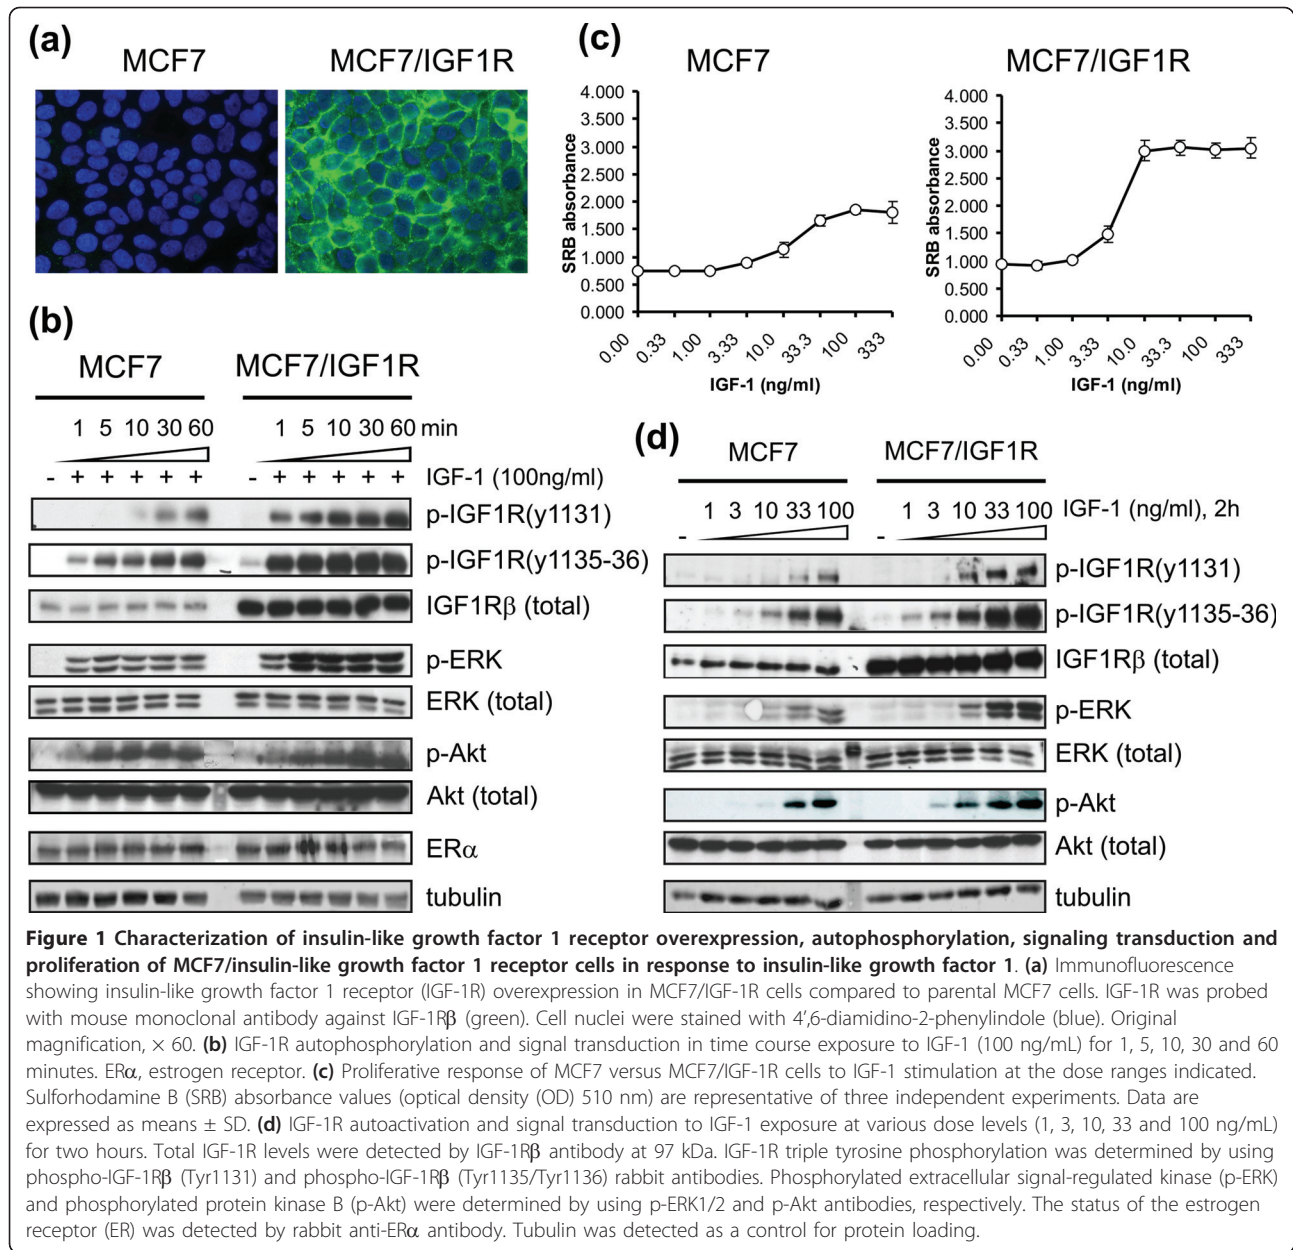 (a)
MCF7
MCF7/IGF1R
(c)
MCF7
MCF7/IGF1R
SRB absorbance
4.000
3.500
3.000
2.500
2.000
1.500
1.000
0.500
0.000
0.00
0.33
1.00
3.33
10.0
33.3
100
333
IGF-1 (ng/ml)
SRB absorbance
4.000
3.500
3.000
2.500
2.000
1.500
1.000
0.500
0.000
0.00
0.33
1.00
3.33
10.0
33.3
100
333
IGF-1 (ng/ml)
(b)
MCF7
MCF7/IGF1R
1 5 10 30 60 1 5 10 30 60 min
- + + + + + - + + + + + IGF-1 (100ng/ml)
p-IGF1R(y1131)
p-IGF1R(y1135-36)
IGF1Rβ (total)
p-ERK
ERK (total)
p-Akt
Akt (total)
ERα
tubulin
(d)
MCF7
MCF7/IGF1R
- 1 3 10 33 100 - 1 3 10 33 100 IGF-1 (ng/ml), 2h
p-IGF1R(y1131)
p-IGF1R(y1135-36)
IGF1Rβ (total)
p-ERK
ERK (total)
p-Akt
Akt (total)
tubulin
Figure 1 Characterization of insulin-like growth factor 1 receptor overexpression, autophosphorylation, signaling transduction and
proliferation of MCF7/insulin-like growth factor 1 receptor cells in response to insulin-like growth factor 1. (a) Immunofluorescence
showing insulin-like growth factor 1 receptor (IGF-1R) overexpression in MCF7/IGF-1R cells compared to parental MCF7 cells. IGF-1R was probed
with mouse monoclonal antibody against IGF-1Rβ (green). Cell nuclei were stained with 4′,6-diamidino-2-phenylindole (blue). Original
magnification, × 60. (b) IGF-1R autophosphorylation and signal transduction in time course exposure to IGF-1 (100 ng/mL) for 1, 5, 10, 30 and 60
minutes. ERα, estrogen receptor. (c) Proliferative response of MCF7 versus MCF7/IGF-1R cells to IGF-1 stimulation at the dose ranges indicated.
Sulforhodamine B (SRB) absorbance values (optical density (OD) 510 nm) are representative of three independent experiments. Data are
expressed as means ± SD. (d) IGF-1R autoactivation and signal transduction to IGF-1 exposure at various dose levels (1, 3, 10, 33 and 100 ng/mL)
for two hours. Total IGF-1R levels were detected by IGF-1Rβ antibody at 97 kDa. IGF-1R triple tyrosine phosphorylation was determined by using
phospho-IGF-1Rβ (Tyr1131) and phospho-IGF-1Rβ (Tyr1135/Tyr1136) rabbit antibodies. Phosphorylated extracellular signal-regulated kinase (p-ERK)
and phosphorylated protein kinase B (p-Akt) were determined by using p-ERK1/2 and p-Akt antibodies, respectively. The status of the estrogen
receptor (ER) was detected by rabbit anti-ERα antibody. Tubulin was detected as a control for protein loading.